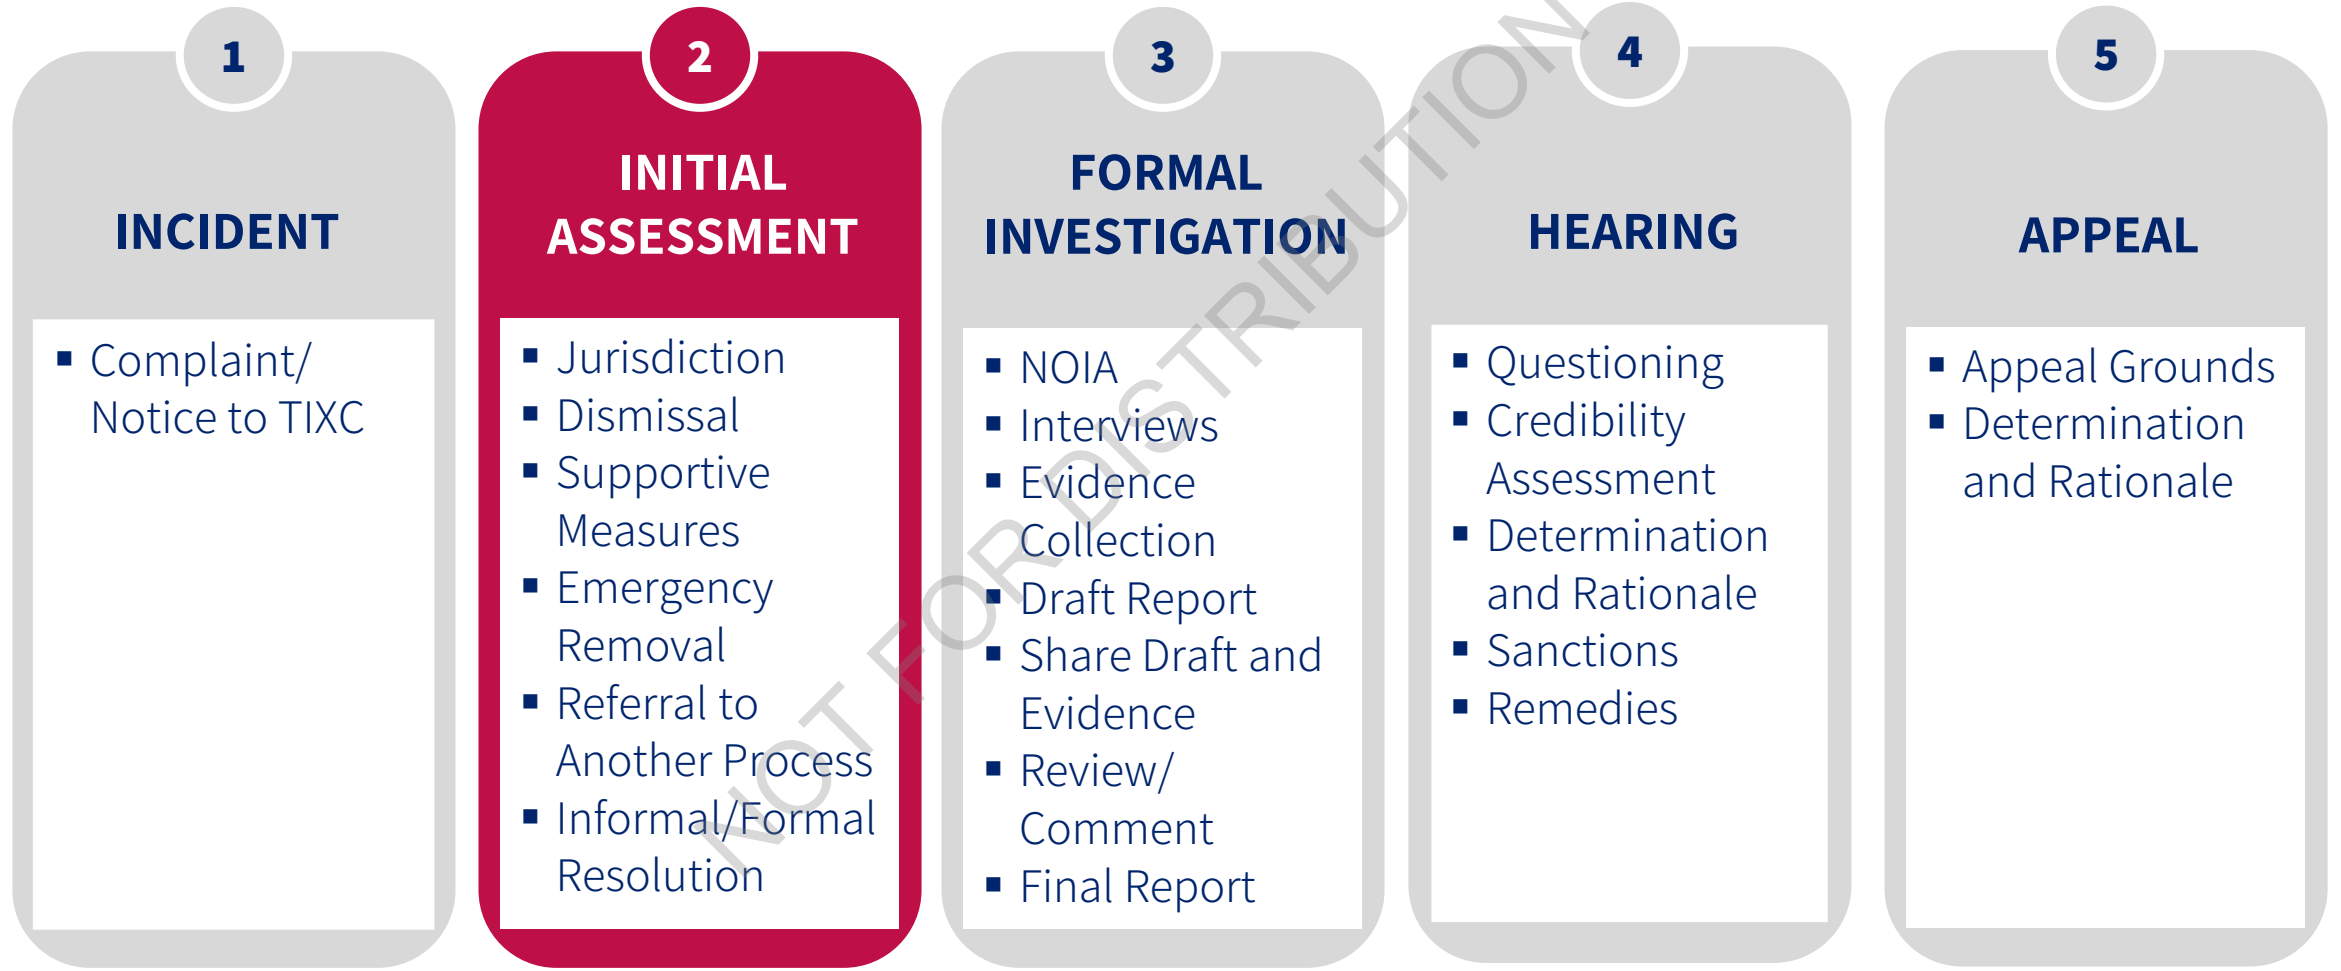 1
INCIDENT
▪ Complaint/
Notice to TIXC
2
INITIAL
ASSESSMENT
▪ Jurisdiction
▪ Dismissal
▪ Supportive
Measures
▪ Emergency
Removal
▪ Referral to
Another Process
▪ Informal/Formal
Resolution
3
FORMAL
INVESTIGATION
▪ NOIA
▪ Interviews
▪ Evidence
Collection
▪ Draft Report
▪ Share Draft and
Evidence
▪ Review/
Comment
▪ Final Report
4
HEARING
▪ Questioning
▪ Credibility
Assessment
▪ Determination
and Rationale
▪ Sanctions
▪ Remedies
5
APPEAL
▪ Appeal Grounds
▪ Determination
and Rationale
NOT FOR DISTRIBUTION